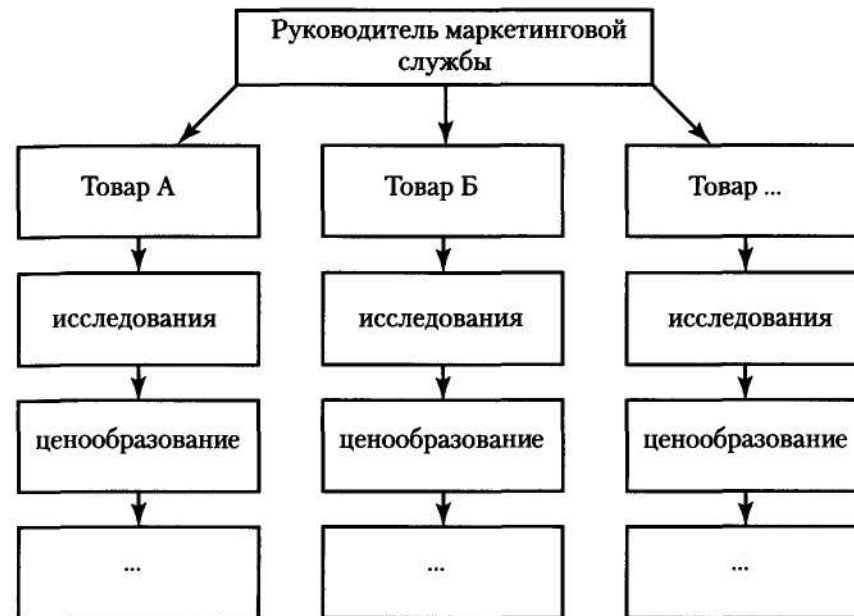 Руководитель маркетинговой
службы
Товар А
Товар Б
Товар ...
исследования
исследования
исследования
ценообразование
ценообразование
ценообразование
...
...
...